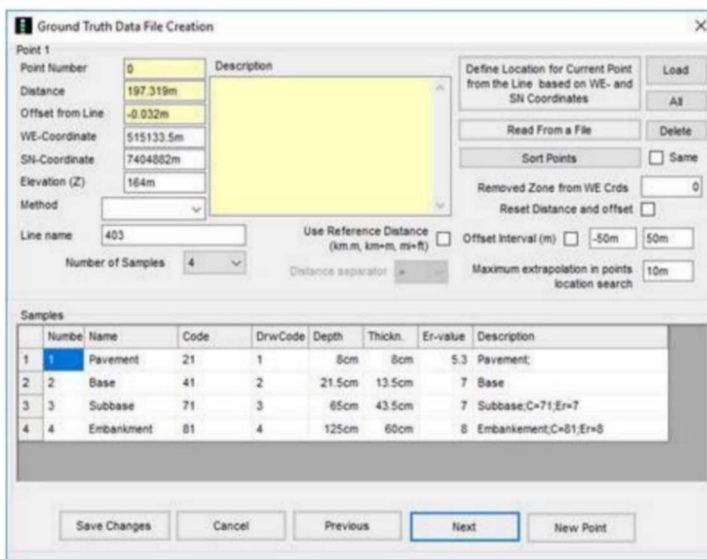 Ground Truth Data File Creation
Point 1
Point Number 0 Description
Distance 197.319m
Offset from Line -0.032m
WE-Coordinate 515133.5m
SN-Coordinate 7404882m
Elevation (Z) 164m
Method
Line name 403
Number of Samples 4
Use Reference Distance
(km.m, km+m, mi+ft)
Distance separator +
Define Location for Current Point
from the Line based on WE- and
SN Coordinates
Load
All
Read From a File Delete
Sort Points Same
Removed Zone from WE Crds 0
Reset Distance and offset
Offset Interval (m) -50m 50m
Maximum extrapolation in points
location search
10m
Samples
Numbe Name Code DrwCode Depth Thickn. Er-value Description
1 1 Pavement 21 1 8cm 8cm 5.3 Pavement;
2 2 Base 41 2 21.5cm 13.5cm 7 Base
3 3 Subbase 71 3 65cm 43.5cm 7 Subbase;C=71;Er=7
4 4 Embankment 81 4 125cm 60cm 8 Embankement;C=81;Er=8
Save Changes Cancel Previous Next New Point